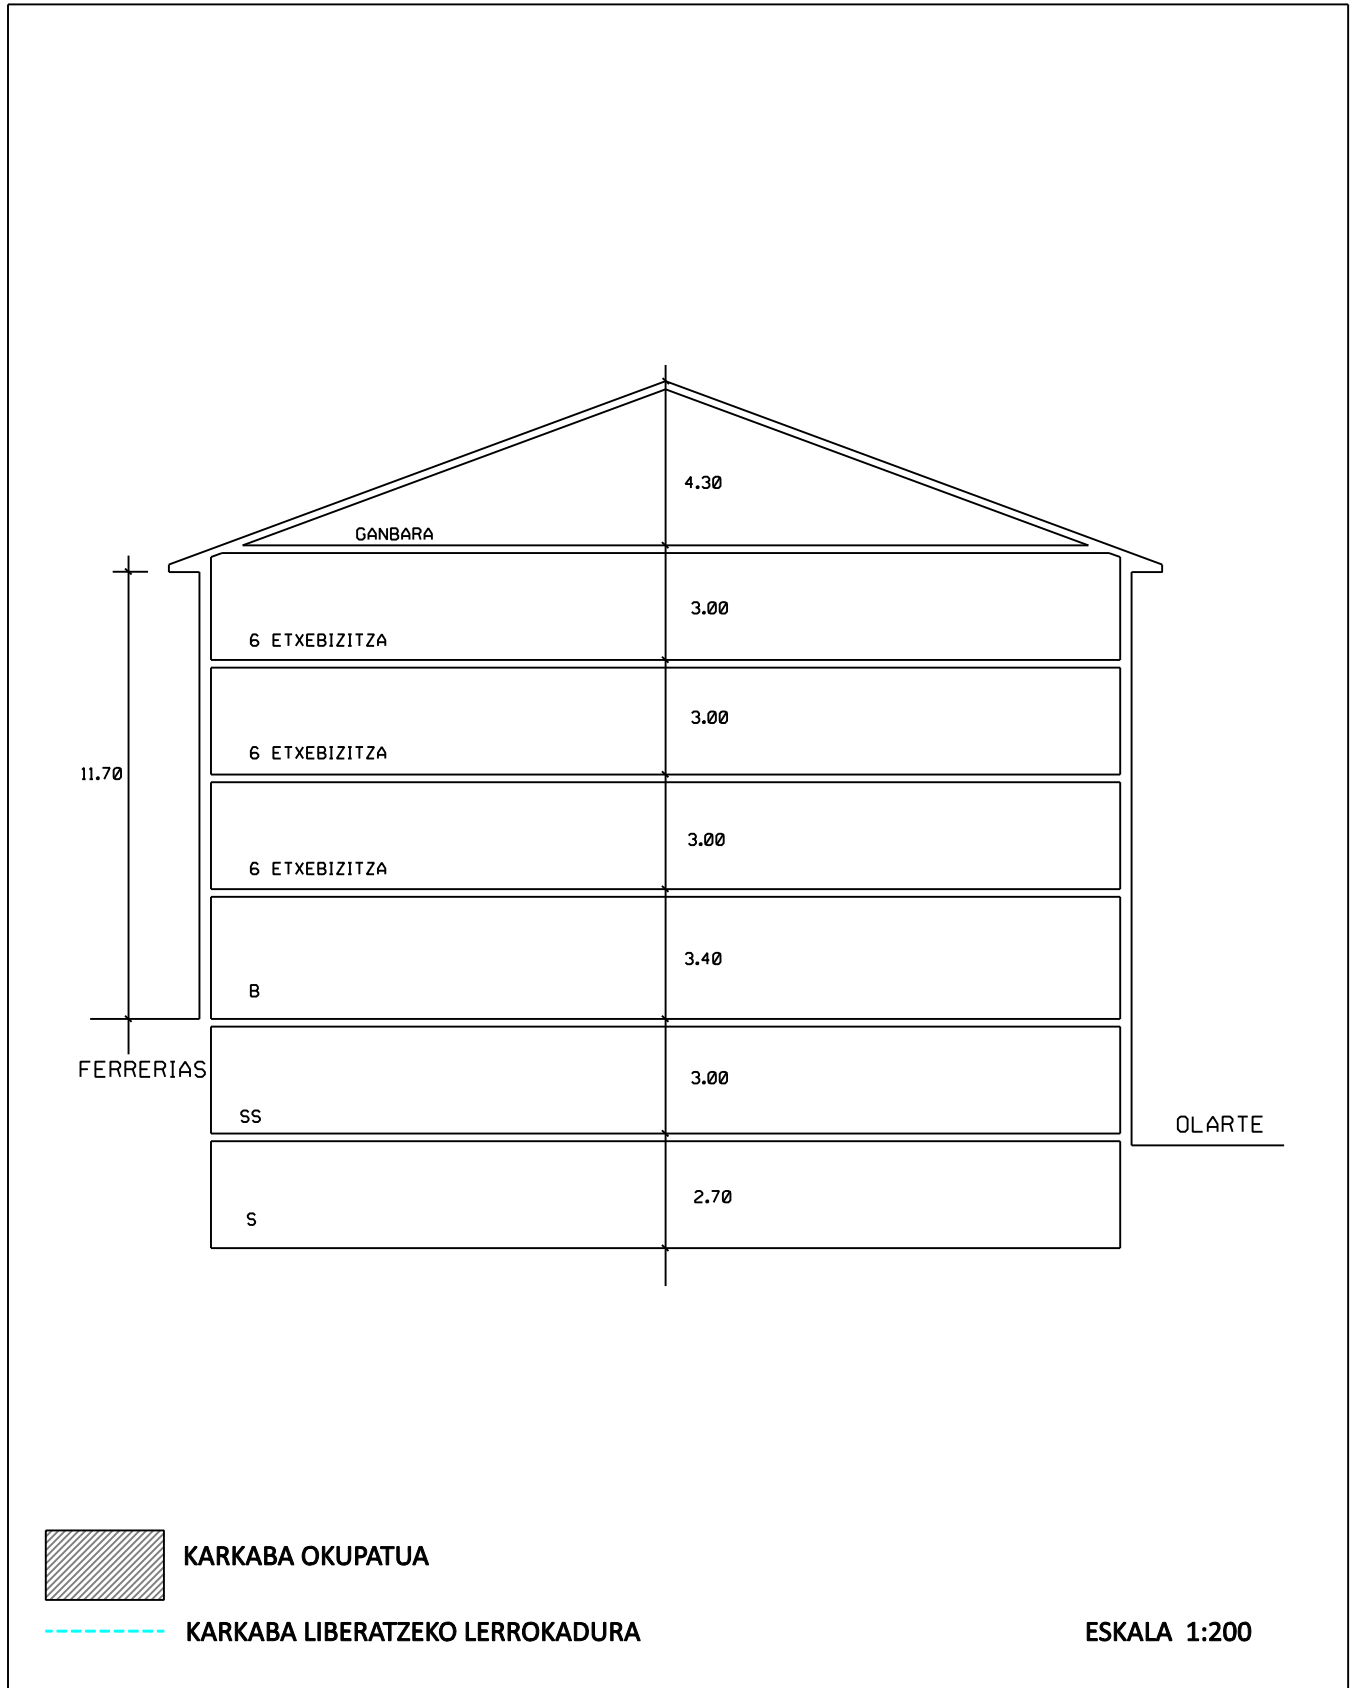 4.30
GANBARA
3.00
6 ETXEBIZITZA
3.00
6 ETXEBIZITZA
11.70
3.00
6 ETXEBIZITZA
3.40
B
FERRERIAS
3.00
SS
OLARTE
2.70
S
KARKABA OKUPATUA
KARKABA LIBERATZEKO LERROKADURA
ESKALA 1:200